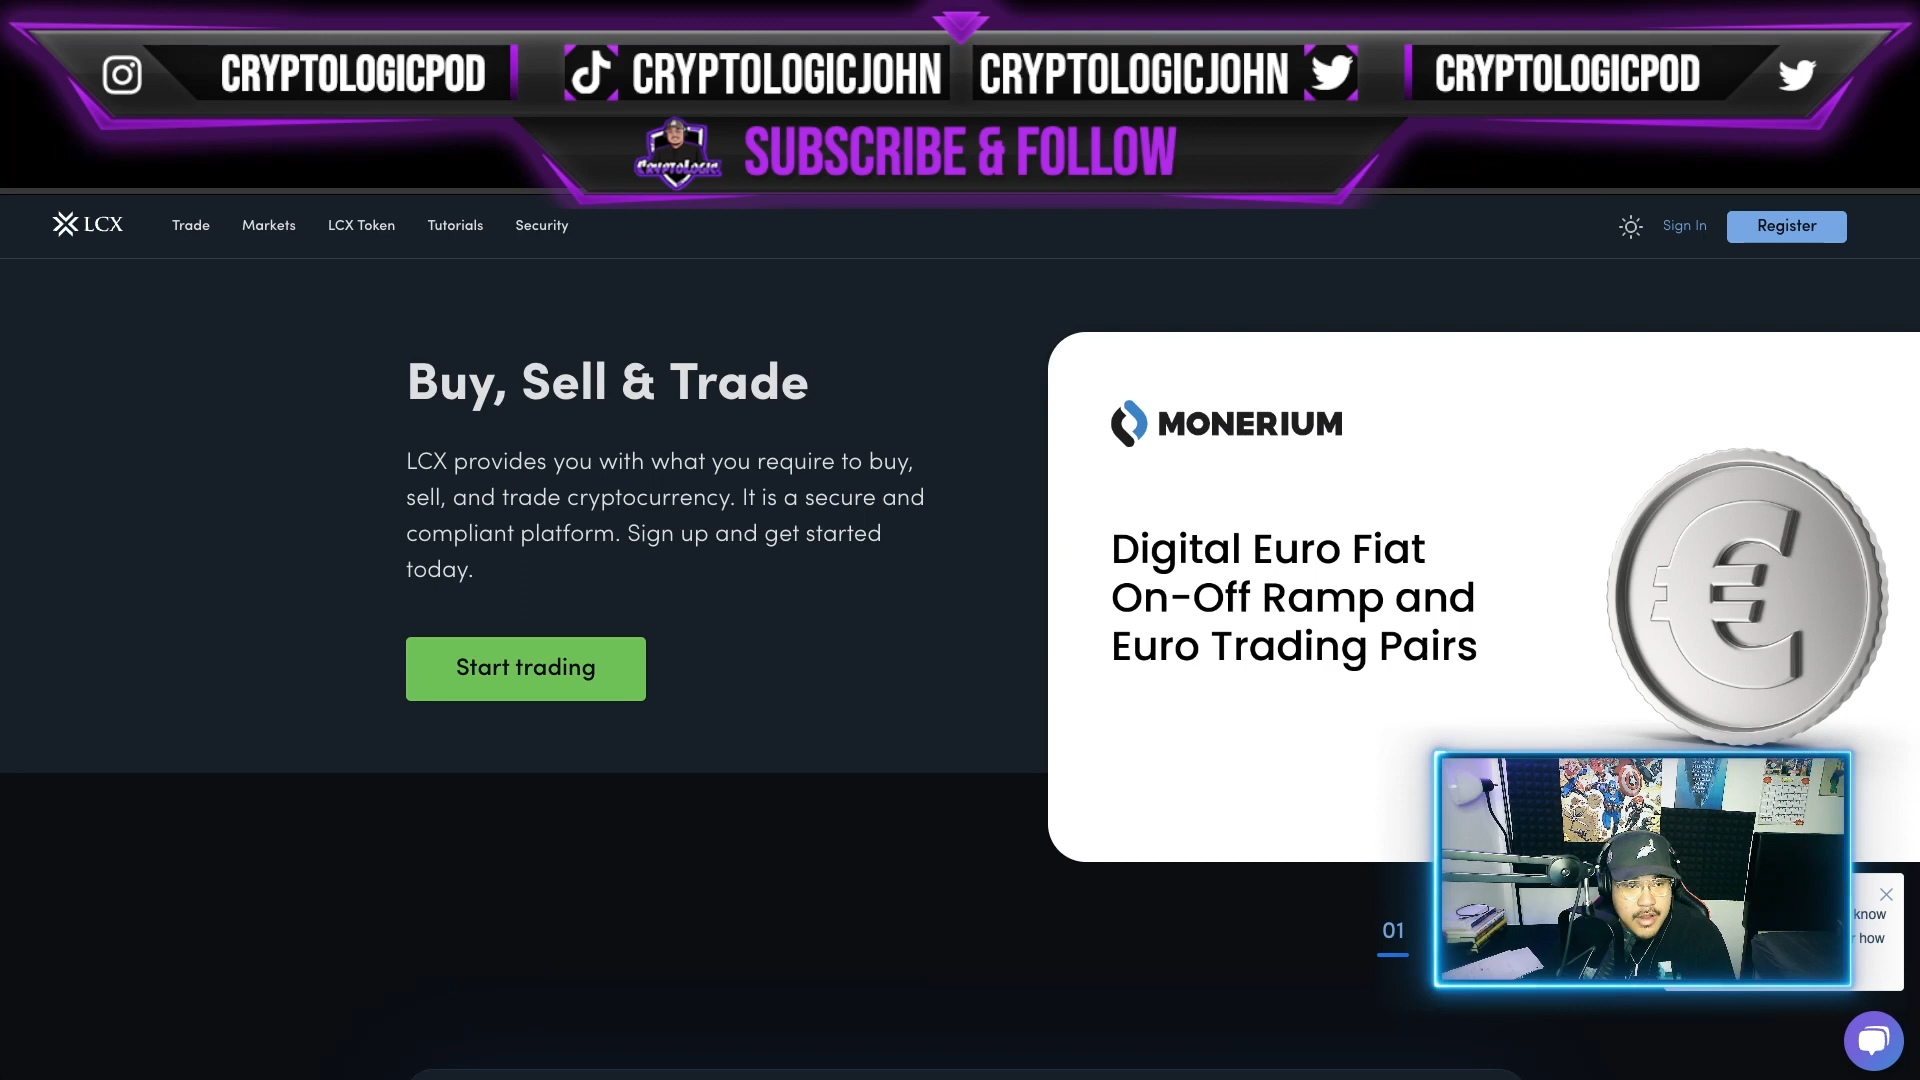 CRYPTOLOGICPOD
CRYPTOLOGICJOHN
CRYPTOLOGICJOHN
CRYPTOLOGICPOD
CRYPTOLOGIC
SUBSCRIBE & FOLLOW
LCX
Trade
Markets
LCX Token
Tutorials
Security
Sign In
Register
Buy, Sell & Trade
LCX provides you with what you require to buy,
sell, and trade cryptocurrency. It is a secure and
compliant platform. Sign up and get started
today.
Start trading
MONERIUM
Digital Euro Fiat
On-Off Ramp and
Euro Trading Pairs
€
01
know
how